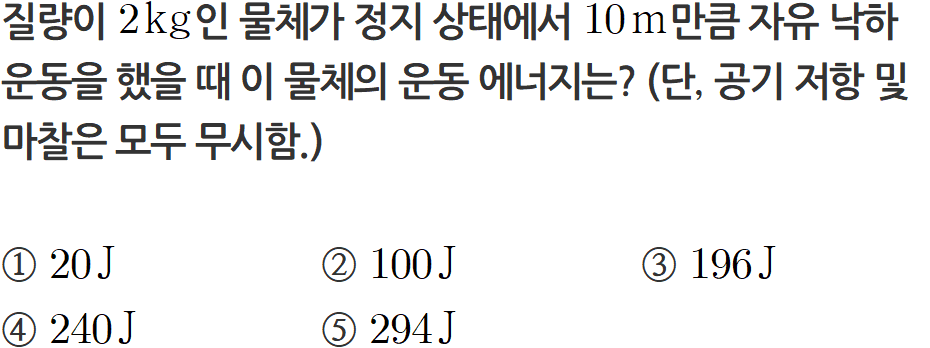 질량이 2kg인 물체가 정지 상태에서 10m만큼 자유 낙하
운동을 했을 때 이 물체의 운동 에너지는? (단, 공기 저항 및
마찰은 모두 무시함.)
① 20J ② 100J ③ 196J
④ 240J ⑤ 294J